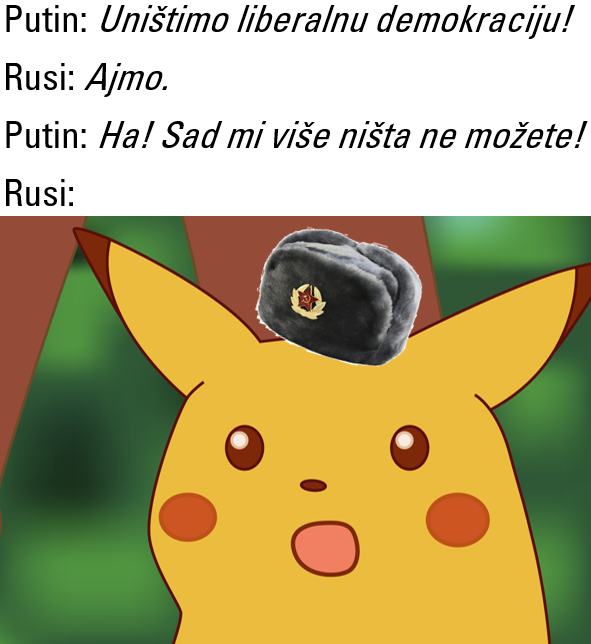 Putin: Uništimo liberalnu demokraciju!
Rusi: Ajmo.
Putin: Ha! Sad mi više ništa ne možete!
Rusi: